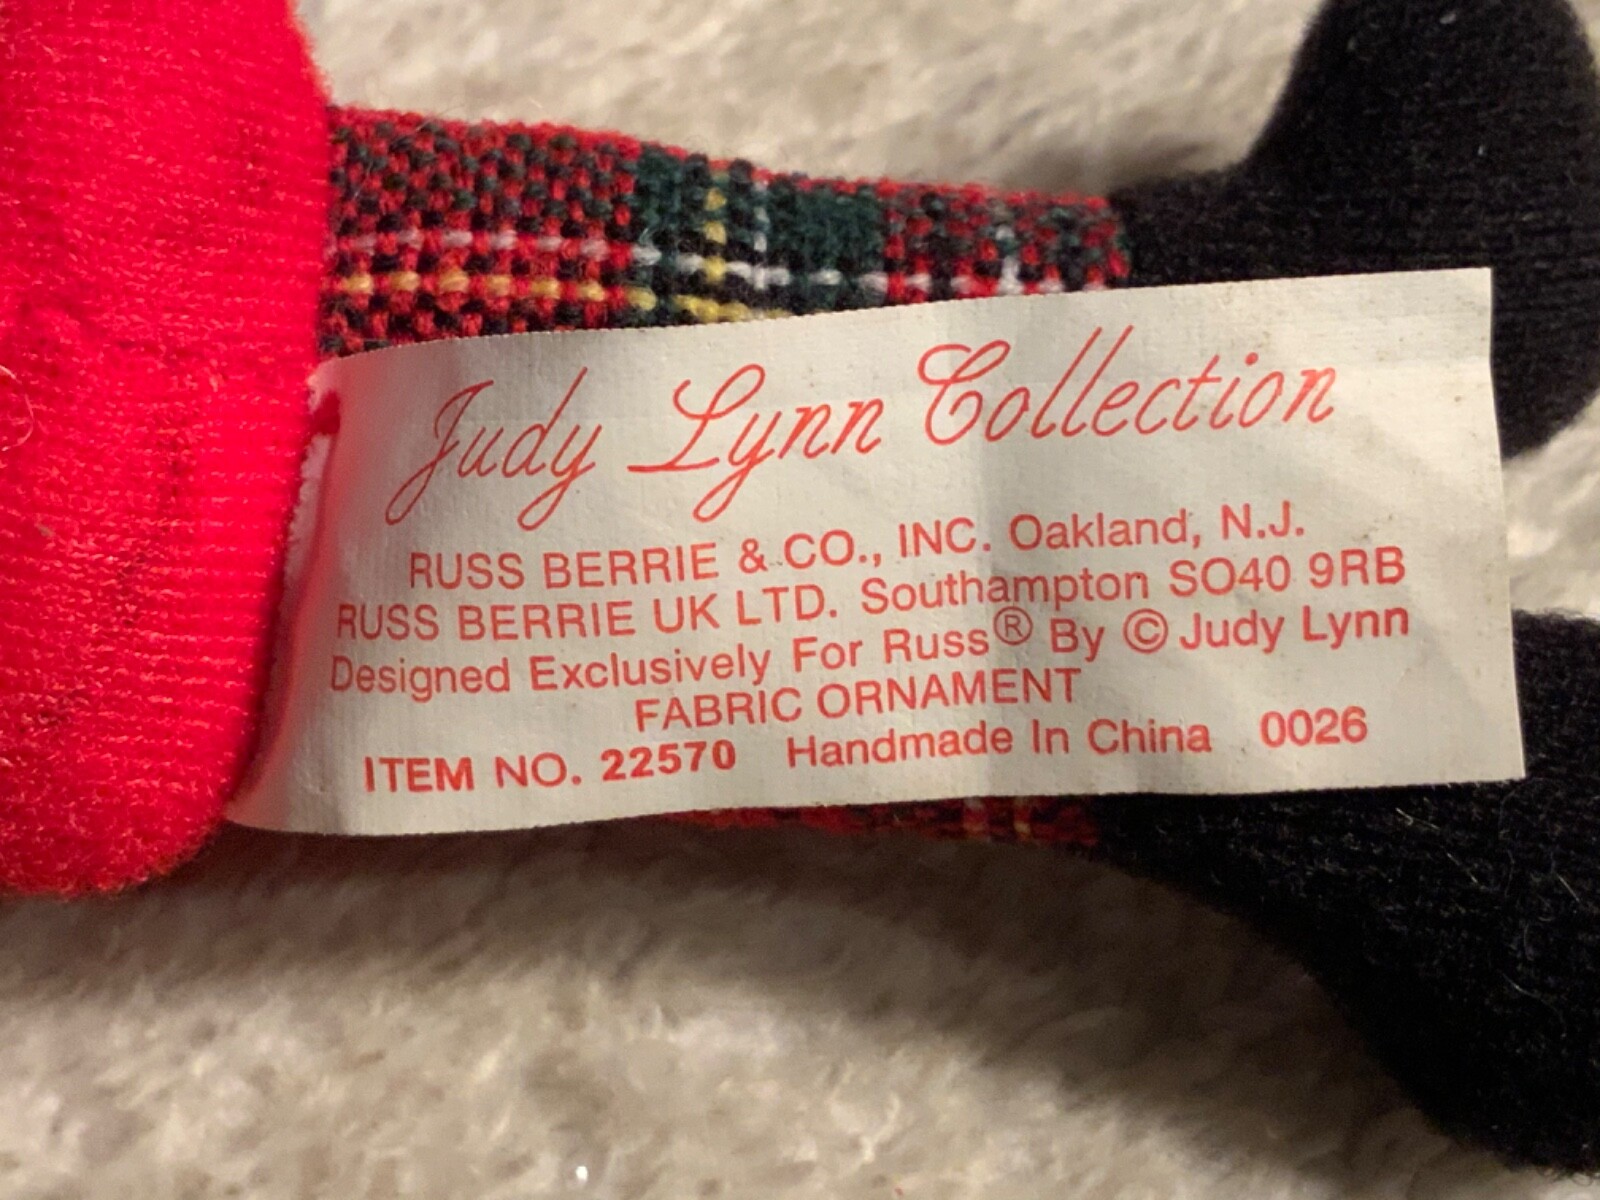 Judy Lynn Collection
RUSS BERRIE & CO., INC. Oakland, N.J.
RUSS BERRIE UK LTD. Southampton SO40 9RB
Designed Exclusively For Russ® By © Judy Lynn
FABRIC ORNAMENT
ITEM NO. 22570 Handmade In China 0026